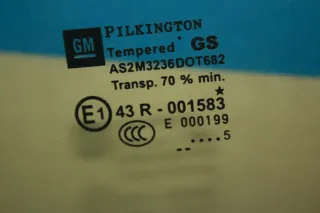 GM PILKINGTON
Tempered GS
AS2M3236DOT682
Transp. 70 % min.
E1 43 R - 001583
CCC E 000199
.. .... 5